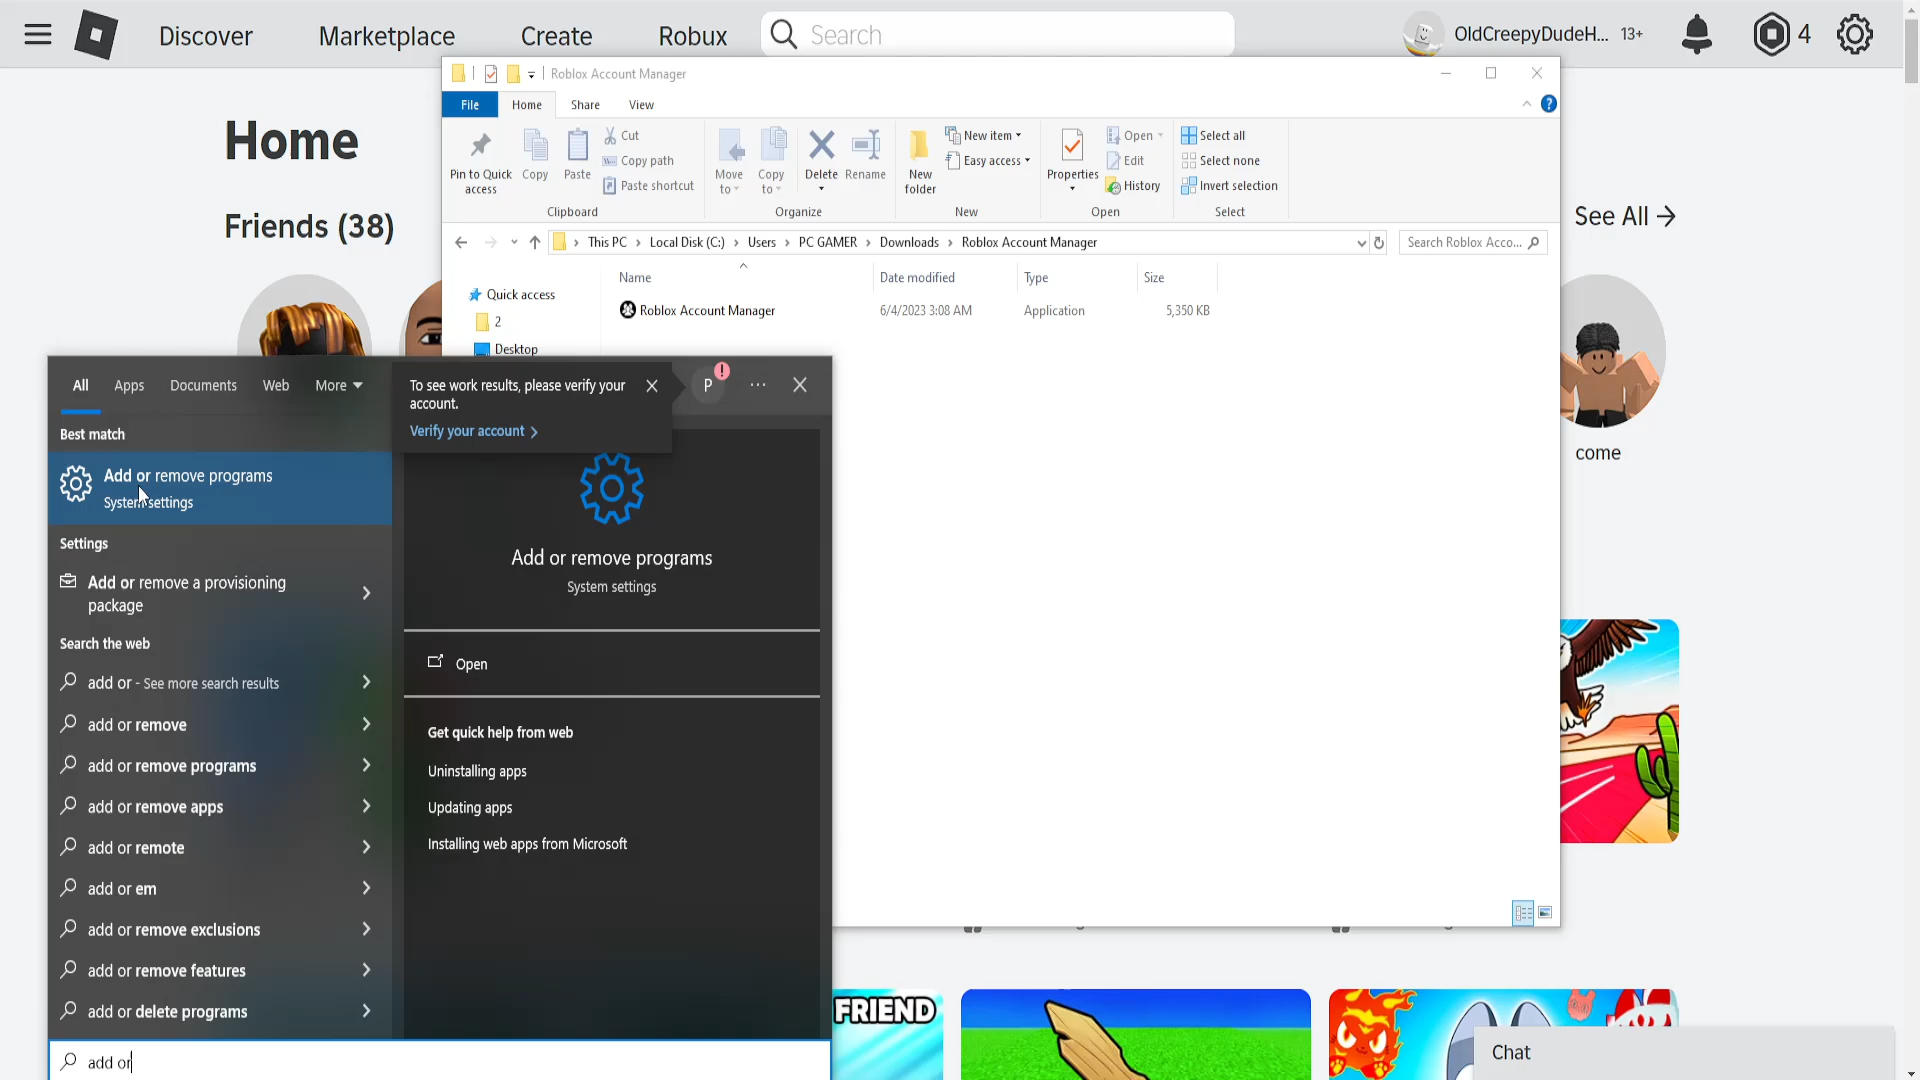 Discover
Marketplace
Create
Robux
Search
OldCreepyDudeH... 13+
4
Home
Friends (38)
See All
come
Roblox Account Manager
File
Home
Share
View
Pin to Quick
access
Copy
Paste
Cut
Copy path
Paste shortcut
Clipboard
Move
to
Copy
to
Delete
Rename
Organize
New
folder
New item
Easy access
New
Properties
Open
Edit
History
Open
Select all
Select none
Invert selection
Select
This PC > Local Disk (C:) > Users > PC GAMER > Downloads > Roblox Account Manager
Search Roblox Acco...
Name
Date modified
Type
Size
Quick access
2
Desktop
Roblox Account Manager
6/4/2023 3:08 AM
Application
5,350 KB
All
Apps
Documents
Web
More
To see work results, please verify your
account.
Verify your account
P
!
Best match
Add or remove programs
System settings
Settings
Add or remove a provisioning
package
Search the web
add or - See more search results
add or remove
add or remove programs
add or remove apps
add or remote
add or em
add or remove exclusions
add or remove features
add or delete programs
add or
Add or remove programs
System settings
Open
Get quick help from web
Uninstalling apps
Updating apps
Installing web apps from Microsoft
FRIEND
Chat